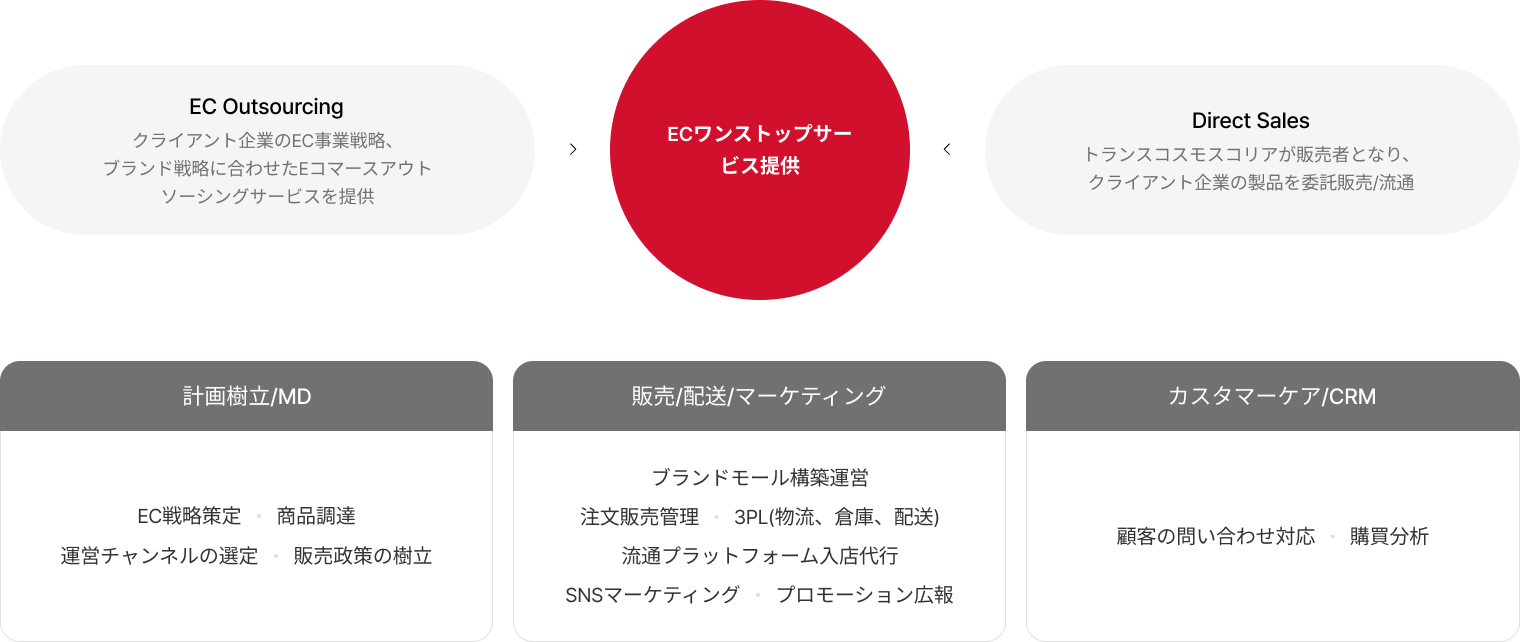 EC Outsourcing
クライアント企業のEC事業戦略、
ブランド戦略に合わせたEコマースアウト
ソーシングサービスを提供
ECワンストップサー
ビス提供
Direct Sales
トランスコスモスコリアが販売者となり、
クライアント企業の製品を委託販売/流通
計画樹立/MD
EC戦略策定 • 商品調達
運営チャンネルの選定 • 販売政策の樹立
販売/配送/マーケティング
ブランドモール構築運営
注文販売管理 • 3PL(物流、倉庫、配送)
流通プラットフォーム入店代行
SNSマーケティング • プロモーション広報
カスタマーケア/CRM
顧客の問い合わせ対応 • 購買分析